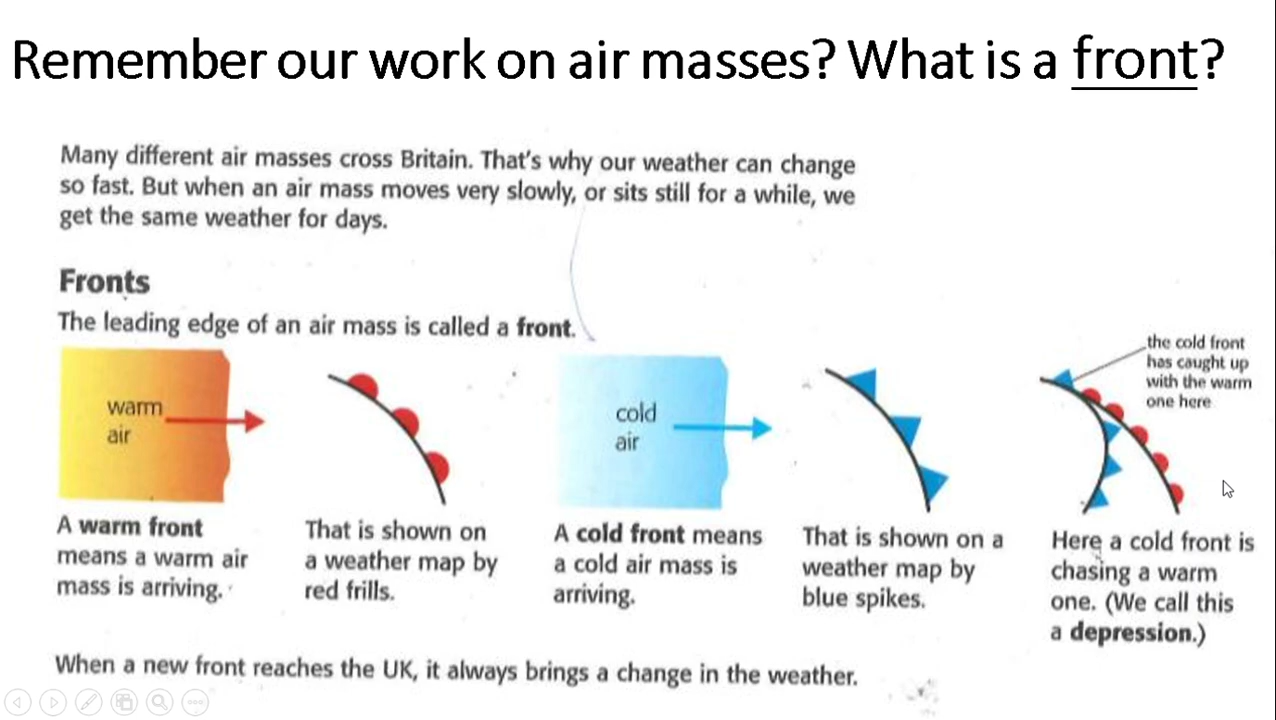 Remember our work on air masses? What is a front?
Many different air masses cross Britain. That's why our weather can change
so fast. But when an air mass moves very slowly, or sits still for a while, we
get the same weather for days.
Fronts
The leading edge of an air mass is called a front.
warm
air
cold
air
the cold front
has caught up
with the warm
one here
A warm front
means a warm air
mass is arriving.
That is shown on
a weather map by
red frills.
A cold front means
a cold air mass is
arriving.
That is shown on a
weather map by
blue spikes.
Here a cold front is
chasing a warm
one. (We call this
a depression.)
When a new front reaches the UK, it always brings a change in the weather.